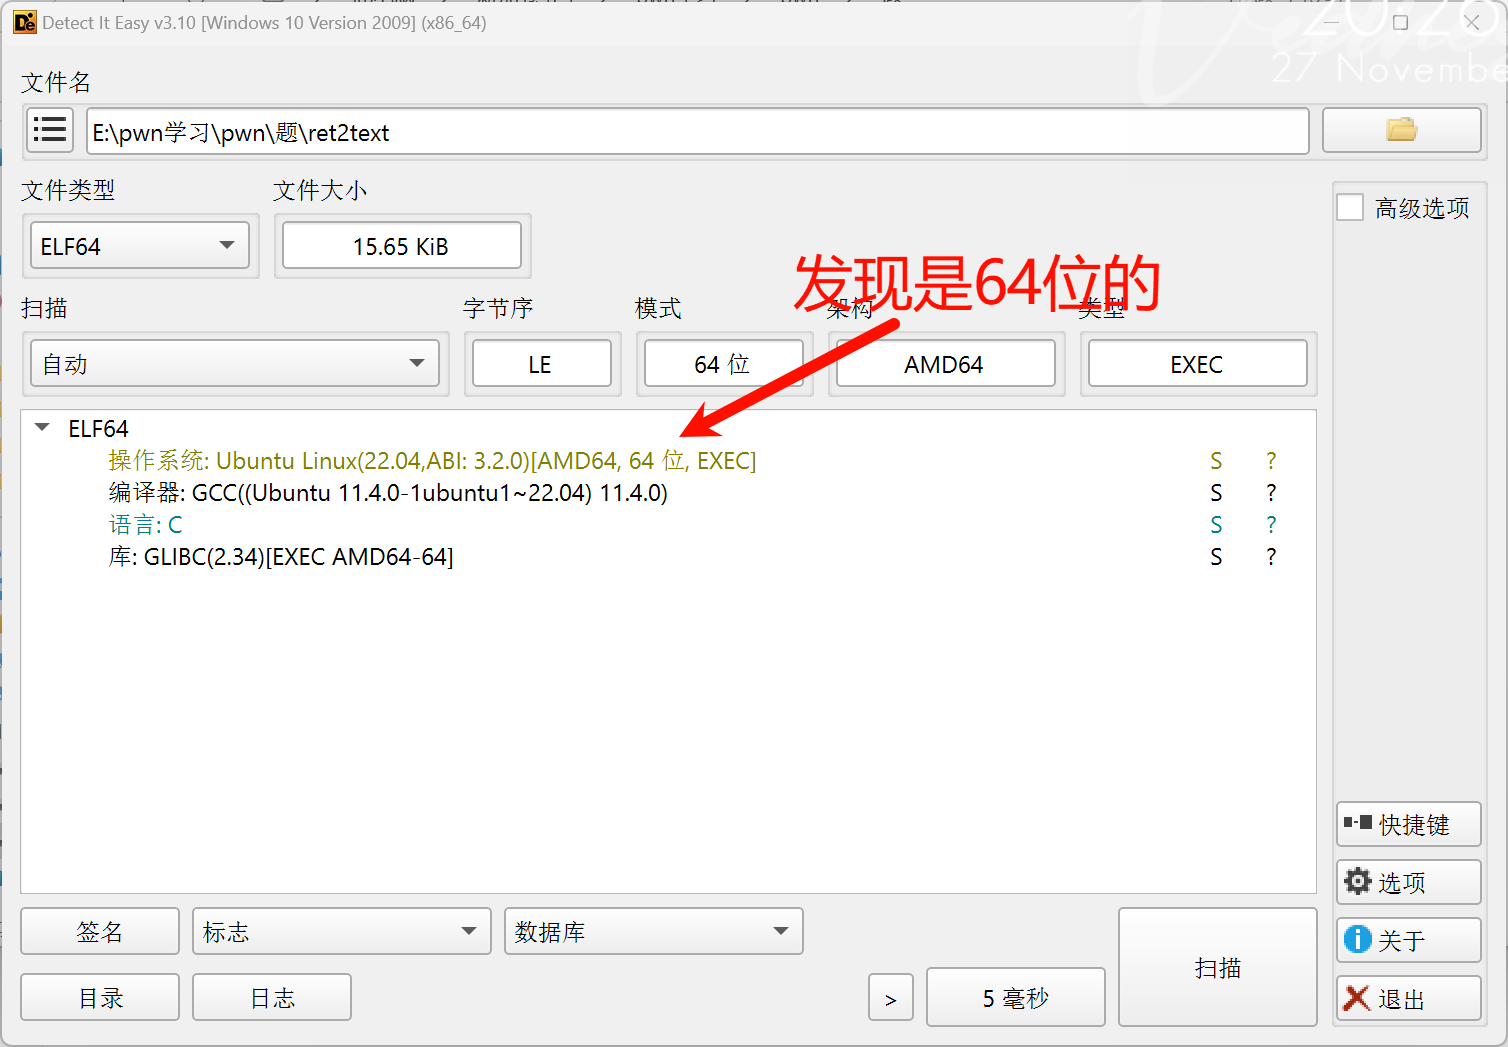 Detect It Easy v3.10 [Windows 10 Version 2009] (x86_64)
20:26
27 Novembe
文件名
E:\pwn学习\pwn\题\ret2text
文件类型
文件大小
高级选项
ELF64
15.65 KiB
发现是64位的
扫描
字节序
模式
架构
类型
自动
LE
64 位
AMD64
EXEC
ELF64
操作系统: Ubuntu Linux(22.04,ABI: 3.2.0)[AMD64, 64 位, EXEC]
S ?
编译器: GCC((Ubuntu 11.4.0-1ubuntu1~22.04) 11.4.0)
S ?
语言: C
S ?
库: GLIBC(2.34)[EXEC AMD64-64]
S ?
快捷键
选项
关于
退出
签名
标志
数据库
扫描
目录
日志
>
5 毫秒